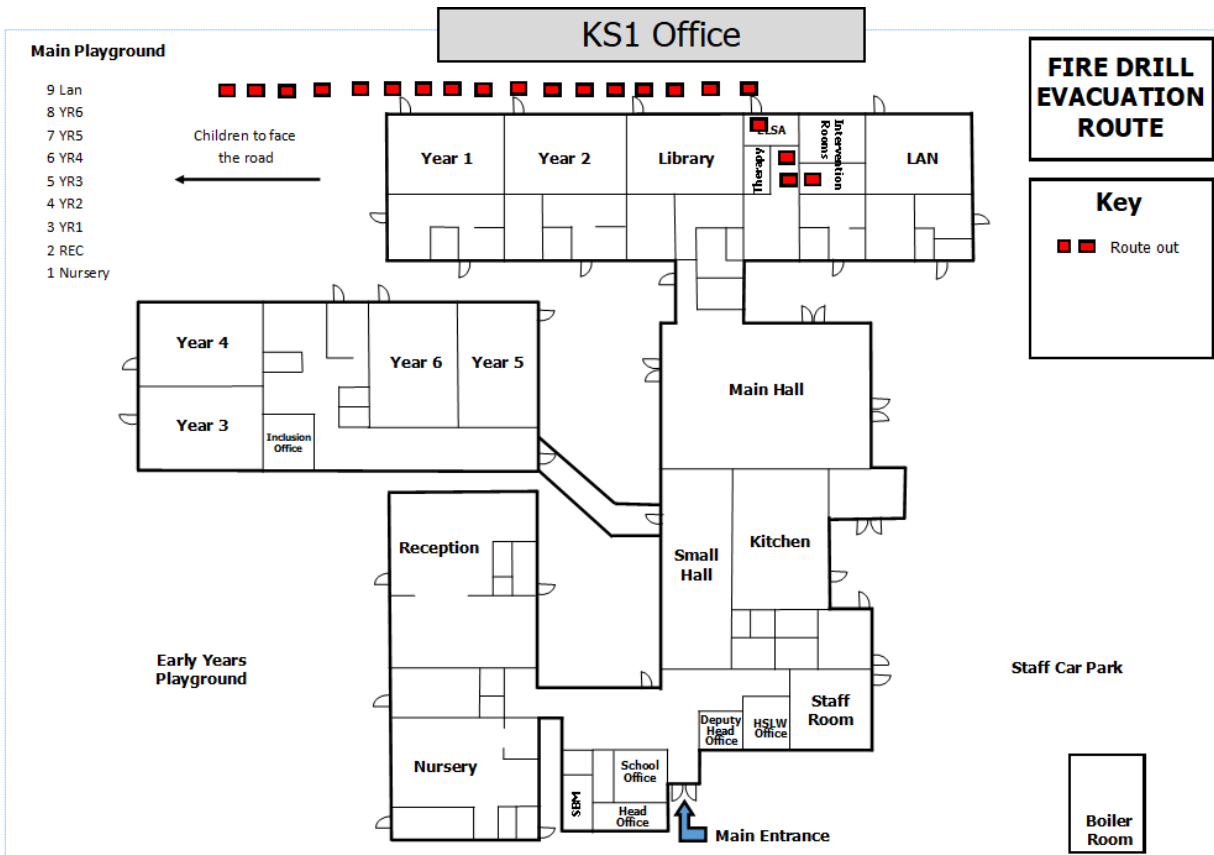 KS1 Office
Main Playground
9 Lan
8 YR6
7 YR5
6 YR4
5 YR3
4 YR2
3 YR1
2 REC
1 Nursery
Children to face
the road
FIRE DRILL
EVACUATION
ROUTE
Key
Route out
Year 1
Year 2
Library
Therapy
Intervention
Rooms
LAN
Year 4
Year 3
Inclusion
Office
Year 6
Year 5
Main Hall
Reception
Small
Hall
Kitchen
Early Years
Playground
Staff Car Park
Nursery
SBM
School
Office
Head
Office
Deputy
Head
Office
HSLW
Office
Staff
Room
Main Entrance
Boiler
Room